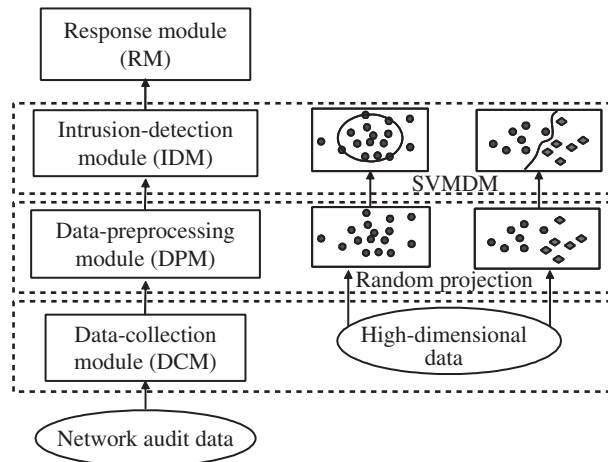 Response module
(RM)
Intrusion-detection
module (IDM)
SVMDM
Data-preprocessing
module (DPM)
Random projection
Data-collection
module (DCM)
High-dimensional
data
Network audit data